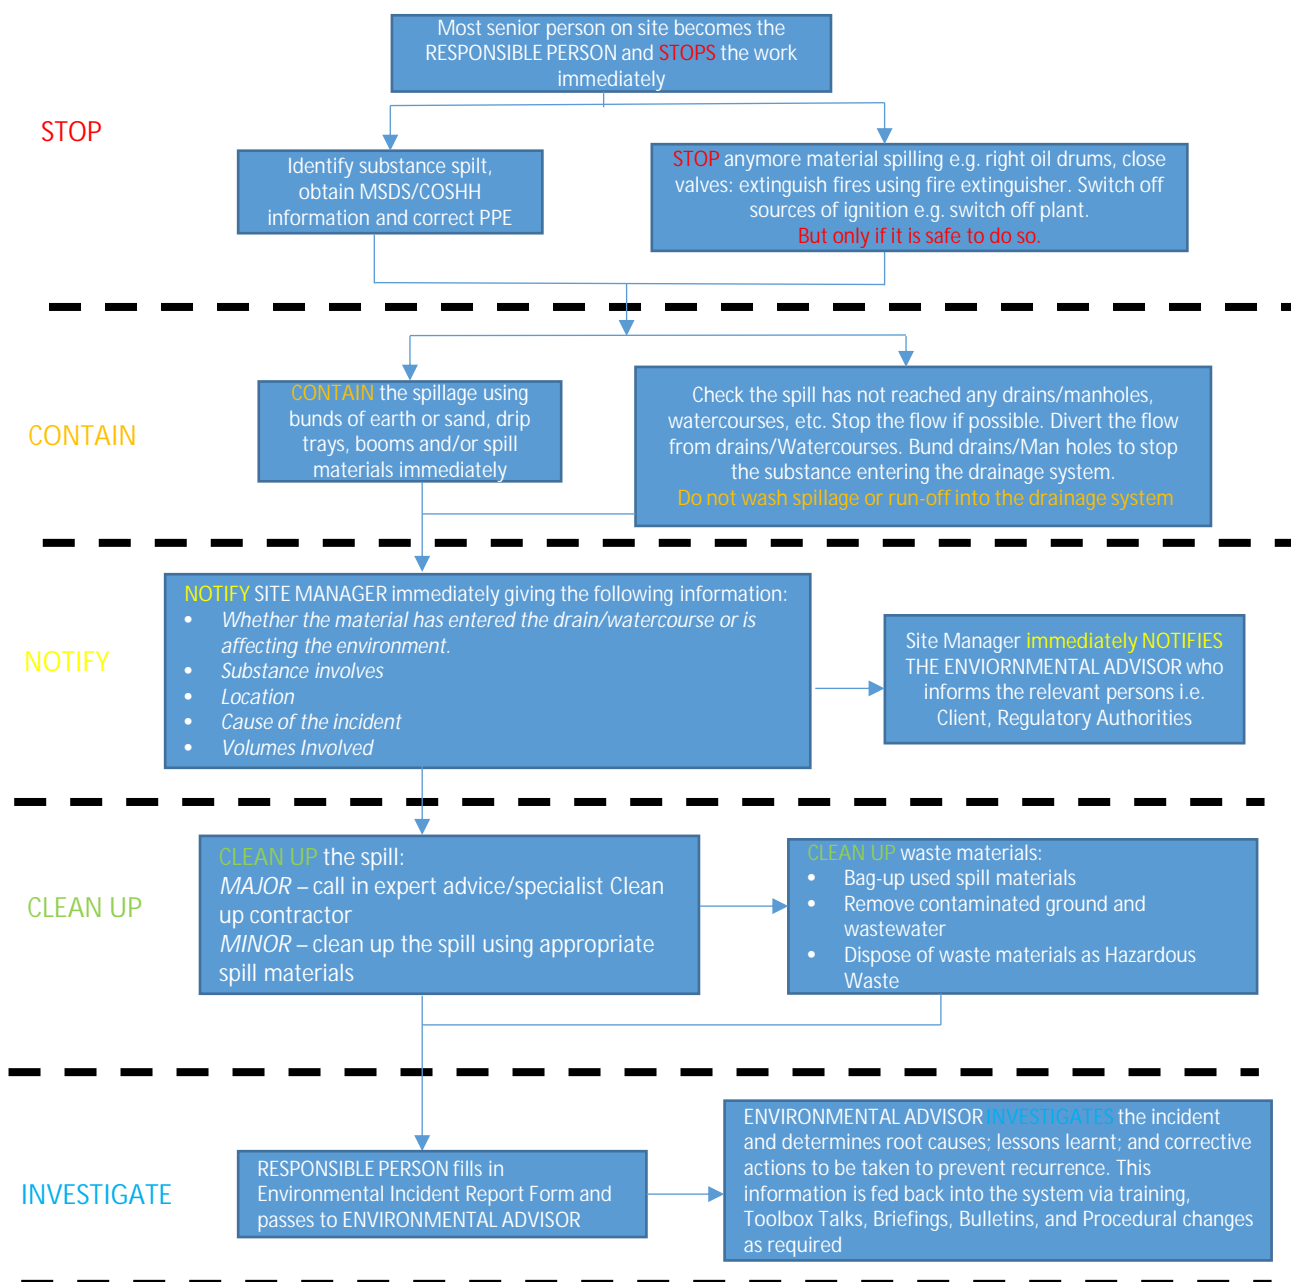 Most senior person on site becomes the
RESPONSIBLE PERSON and STOPS the work
immediately
STOP
Identify substance spilt,
obtain MSDS/COSHH
information and correct PPE
STOP anymore material spilling e.g. right oil drums, close
valves: extinguish fires using fire extinguisher. Switch off
sources of ignition e.g. switch off plant.
But only if it is safe to do so.
CONTAIN
CONTAIN the spillage using
bunds of earth or sand, drip
trays, booms and/or spill
materials immediately
Check the spill has not reached any drains/manholes,
watercourses, etc. Stop the flow if possible. Divert the flow
from drains/Watercourses. Bund drains/Man holes to stop
the substance entering the drainage system.
Do not wash spillage or run-off into the drainage system
NOTIFY
NOTIFY SITE MANAGER immediately giving the following information:
• Whether the material has entered the drain/watercourse or is
affecting the environment.
• Substance involves
• Location
• Cause of the incident
• Volumes Involved
Site Manager immediately NOTIFIES
THE ENVIORNMENTAL ADVISOR who
informs the relevant persons i.e.
Client, Regulatory Authorities
CLEAN UP
CLEAN UP the spill:
MAJOR – call in expert advice/specialist Clean
up contractor
MINOR – clean up the spill using appropriate
spill materials
CLEAN UP waste materials:
• Bag-up used spill materials
• Remove contaminated ground and
wastewater
• Dispose of waste materials as Hazardous
Waste
INVESTIGATE
RESPONSIBLE PERSON fills in
Environmental Incident Report Form and
passes to ENVIRONMENTAL ADVISOR
ENVIRONMENTAL ADVISOR INVESTIGATES the incident
and determines root causes; lessons learnt; and corrective
actions to be taken to prevent recurrence. This
information is fed back into the system via training,
Toolbox Talks, Briefings, Bulletins, and Procedural changes
as required